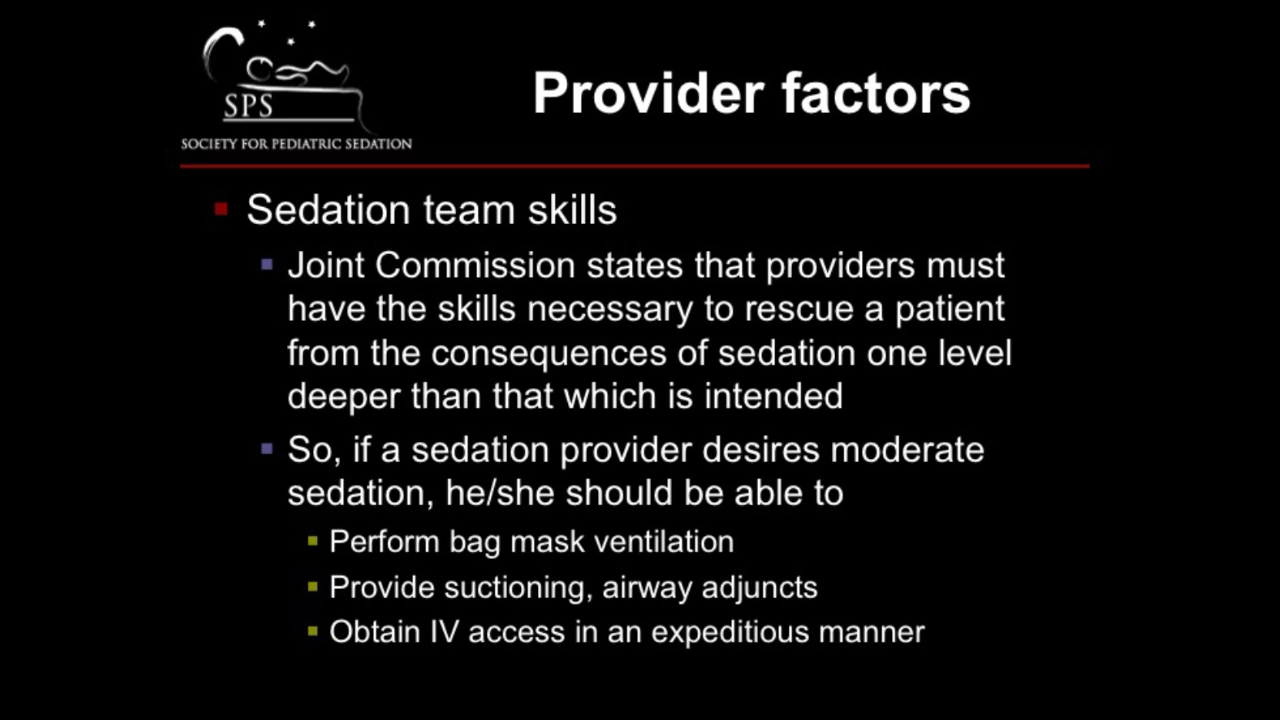 SPS
SOCIETY FOR PEDIATRIC SEDATION
Provider factors
Sedation team skills
Joint Commission states that providers must
have the skills necessary to rescue a patient
from the consequences of sedation one level
deeper than that which is intended
So, if a sedation provider desires moderate
sedation, he/she should be able to
Perform bag mask ventilation
Provide suctioning, airway adjuncts
Obtain IV access in an expeditious manner